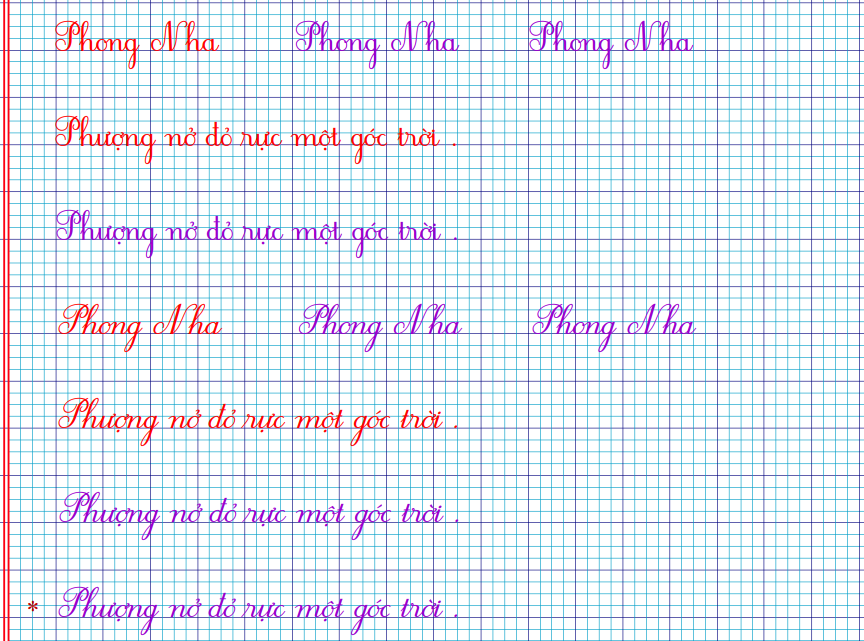 Phong Nha Phong Nha Phong Nha
Phượng nở đỏ rực một góc trời .
Phượng nở đỏ rực một góc trời .
Phong Nha Phong Nha Phong Nha
Phượng nở đỏ rực một góc trời .
Phượng nở đỏ rực một góc trời .
* Phượng nở đỏ rực một góc trời .